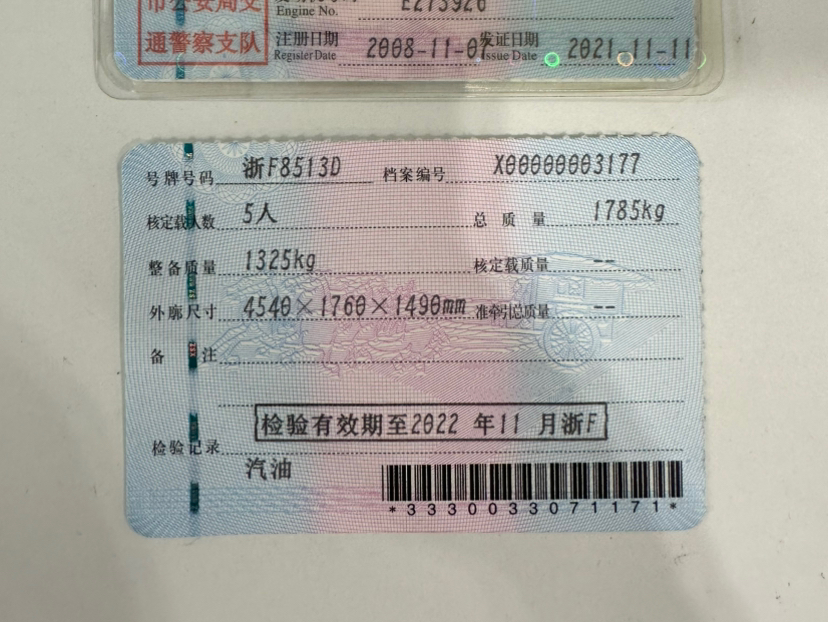 市公安局交
Engine No. E273926
通警察支队 注册日期 2008-11-07 发证日期 2021-11-11
Register Date Issue Date
号牌号码 浙F8513D 档案编号 X00000003177
核定载人数 5人 总质量 1785kg
整备质量 1325kg 核定载质量 --
外廓尺寸 4540×1760×1490mm 准牵引总质量 --
备注
检验有效期至2022 年11 月浙F
检验记录
汽油
*3330033071171*